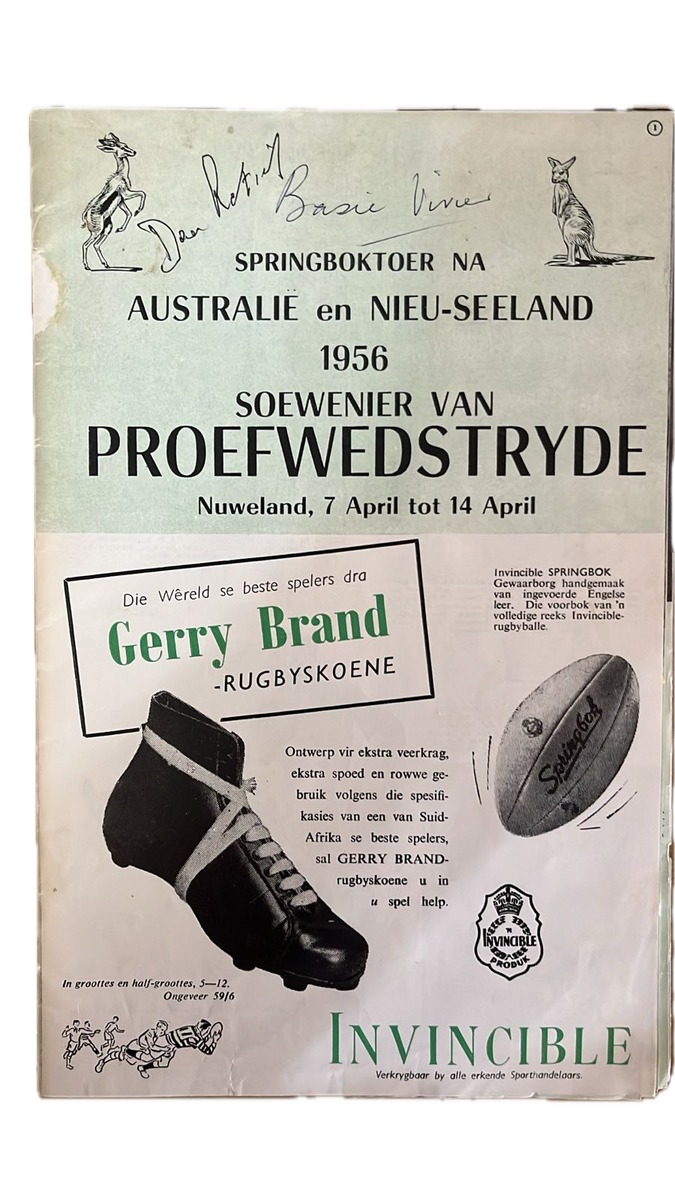 1
Dan Retief
Basie Vivier
SPRINGBOKTOER NA
AUSTRALIË en NIEU-SEELAND
1956
SOEWENIER VAN
PROEFWEDSTRYDE
Nuweland, 7 April tot 14 April
Die Wêreld se beste spelers dra
Gerry Brand
-RUGBYSKOENE
Invincible SPRINGBOK
Gewaarborg handgemaak
van ingevoerde Engelse
leer. Die voorbok van 'n
volledige reeks Invincible-
rugbyballe.
Springbok
Ontwerp vir ekstra veerkrag,
ekstra spoed en rowwe ge-
bruik volgens die spesifi-
kasies van een van Suid-
Afrika se beste spelers,
sal GERRY BRAND-
rugbyskoene u in
u spel help.
'N
INVINCIBLE
PRODUK
In groottes en half-groottes, 5—12.
Ongeveer 59/6
INVINCIBLE
Verkrygbaar by alle erkende Sporthandelaars.